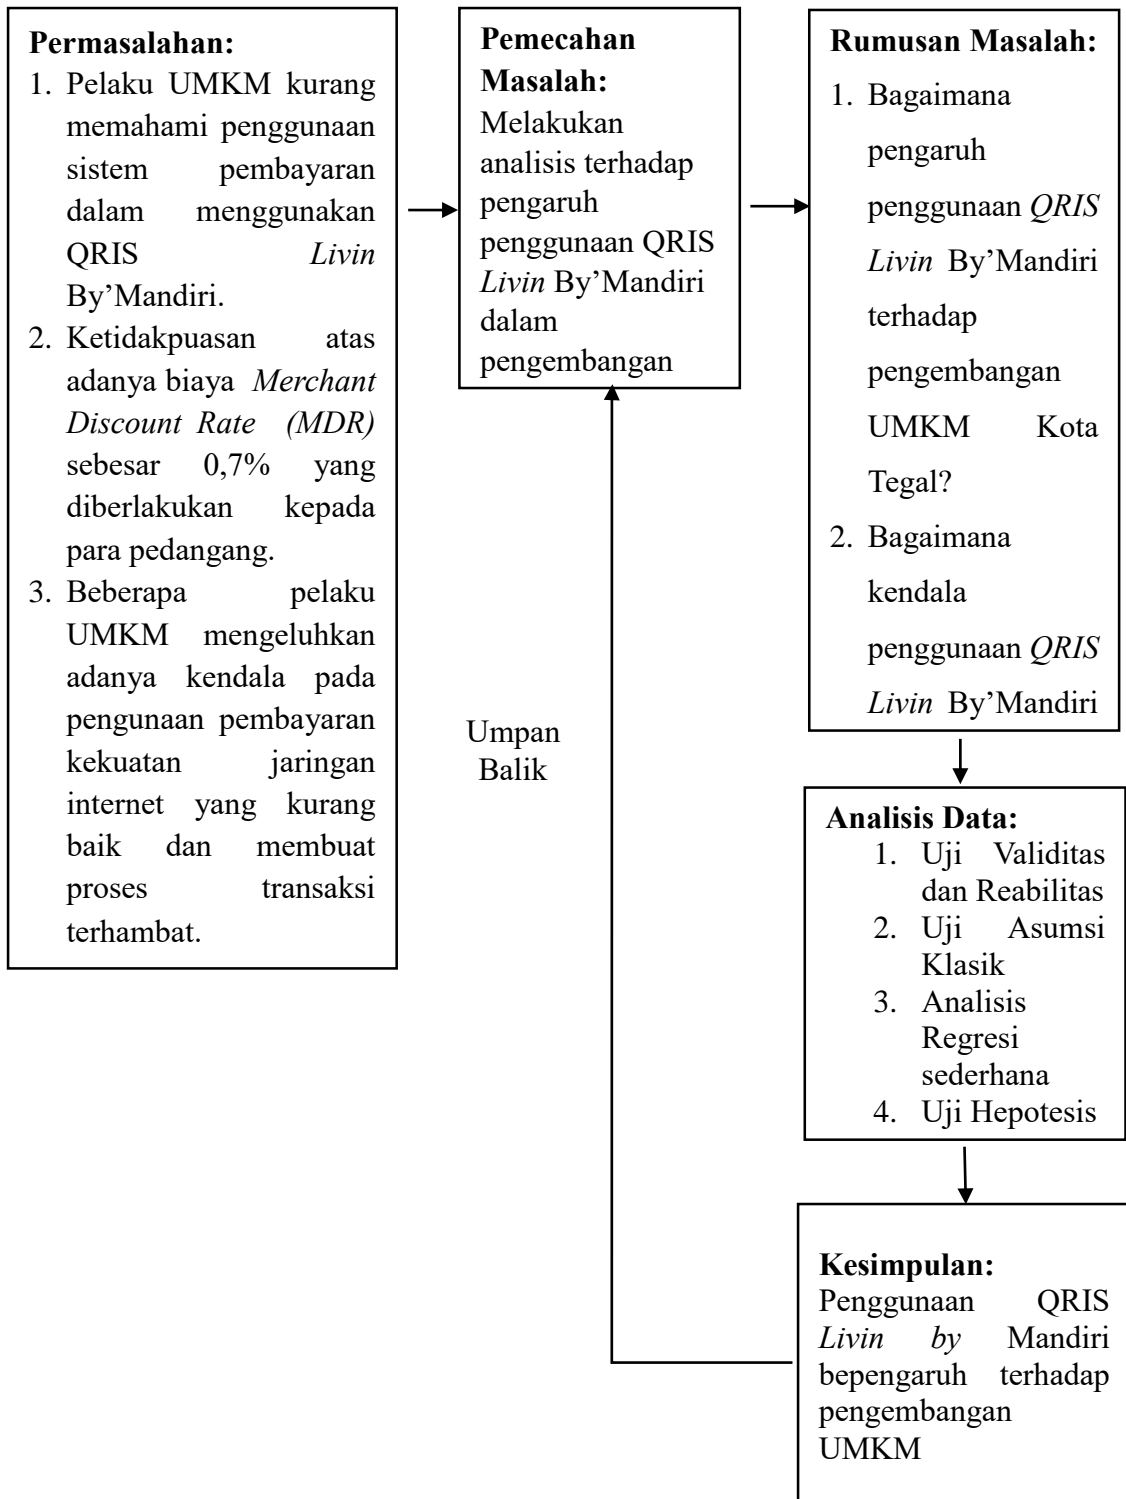 Permasalahan:
1. Pelaku UMKM kurang
memahami penggunaan
sistem pembayaran
dalam menggunakan
QRIS Livin
By’Mandiri.
2. Ketidakpuasan atas
adanya biaya Merchant
Discount Rate (MDR)
sebesar 0,7% yang
diberlakukan kepada
para pedangang.
3. Beberapa pelaku
UMKM mengeluhkan
adanya kendala pada
pengunaan pembayaran
kekuatan jaringan
internet yang kurang
baik dan membuat
proses transaksi
terhambat.
Pemecahan
Masalah:
Melakukan
analisis terhadap
pengaruh
penggunaan QRIS
Livin By’Mandiri
dalam
pengembangan
Rumusan Masalah:
1. Bagaimana
pengaruh
penggunaan QRIS
Livin By’Mandiri
terhadap
pengembangan
UMKM Kota
Tegal?
2. Bagaimana
kendala
penggunaan QRIS
Livin By’Mandiri
Umpan
Balik
Analisis Data:
1. Uji Validitas
dan Reabilitas
2. Uji Asumsi
Klasik
3. Analisis
Regresi
sederhana
4. Uji Hepotesis
Kesimpulan:
Penggunaan QRIS
Livin by Mandiri
bepengaruh terhadap
pengembangan
UMKM